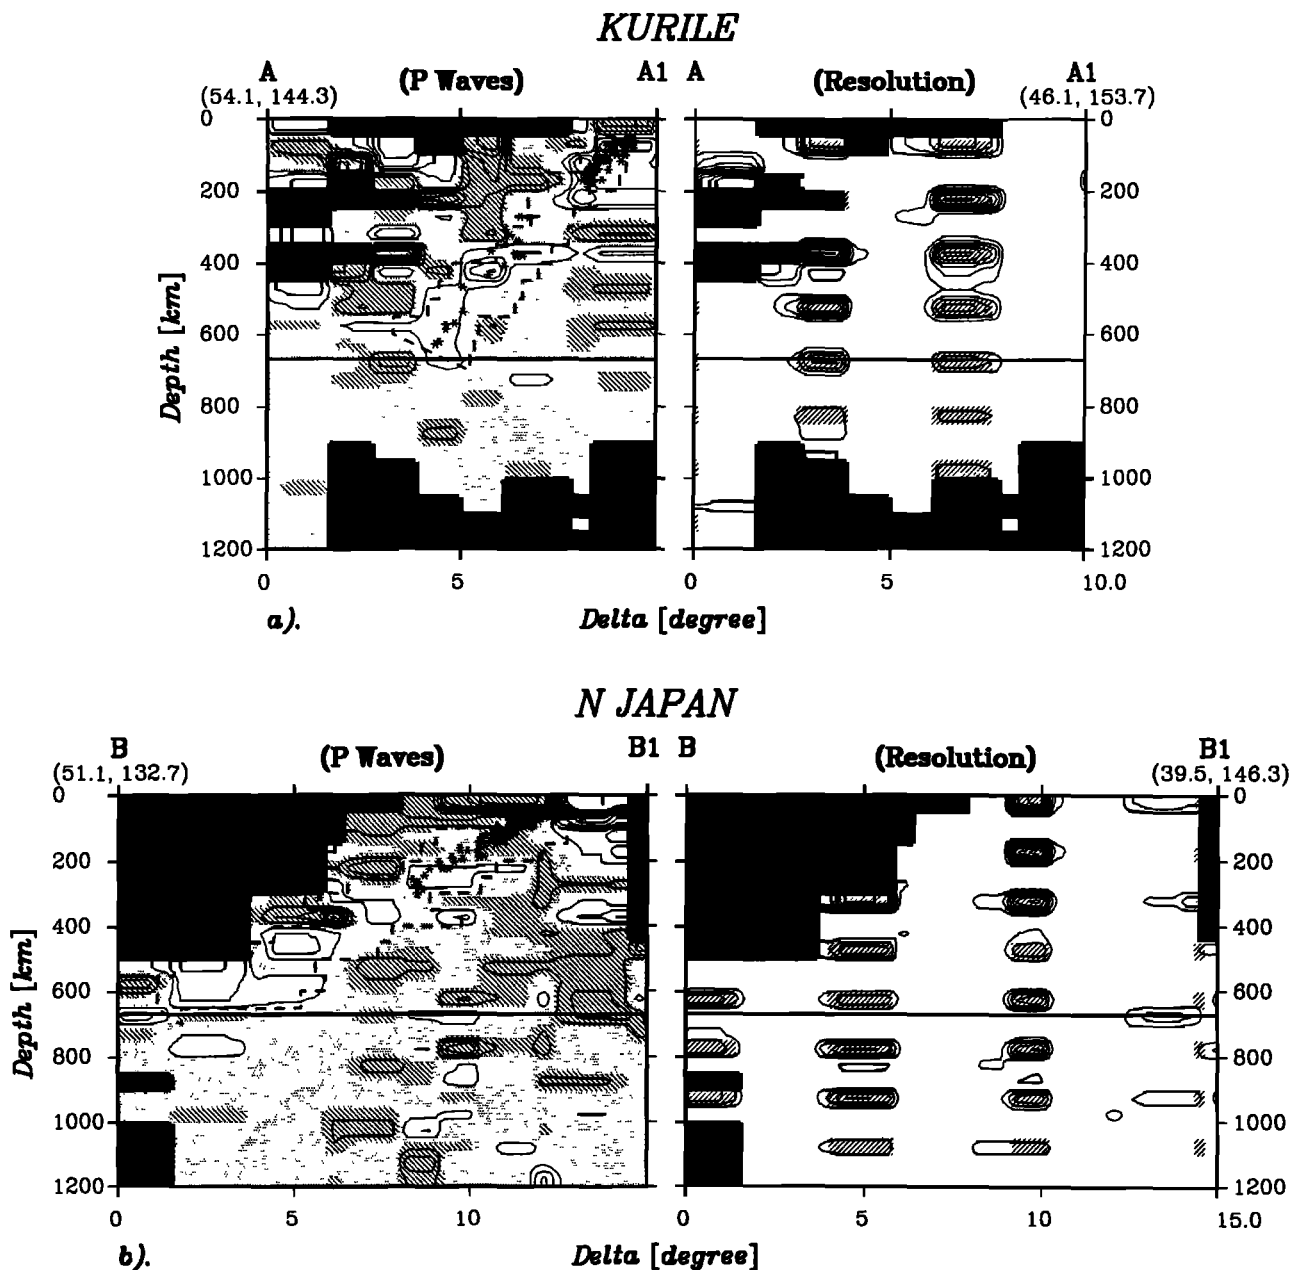 KURILE
A (P Waves) A1 A (Resolution) A1
(54.1, 144.3) (46.1, 153.7)
0 0
200 200
400 400
600 600
800 800
1000 1000
1200 1200
Depth [km]
0 5 0 5 10.0
a). Delta [degree]
N JAPAN
B (P Waves) B1 B (Resolution) B1
(51.1, 132.7) (39.5, 146.3)
0 0
200 200
400 400
600 600
800 800
1000 1000
1200 1200
Depth [km]
0 5 10 0 5 10 15.0
b). Delta [degree]